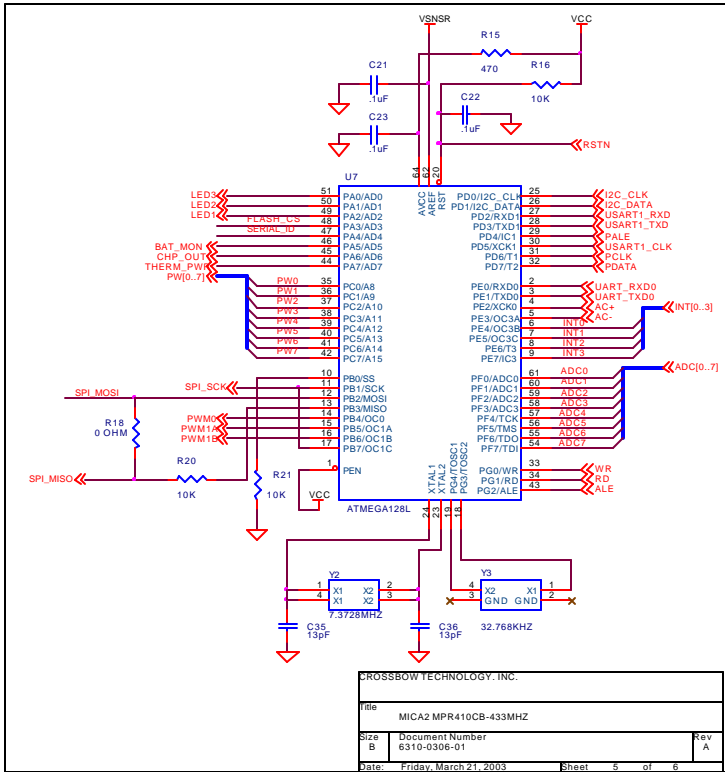 VSNSR
VCC
R15
470
R16
10K
C21
.1uF
C22
.1uF
C23
.1uF
RSTN
U7
64
62
20
AVCC
AREF
RST
LED3 51 PA0/AD0
LED2 50 PA1/AD1
LED1 49 PA2/AD2
FLASH_CS 48 PA3/AD3
SERIAL_ID 47 PA4/AD4
BAT_MON 46 PA5/AD5
CHP_OUT 45 PA6/AD6
THERM_PWR 44 PA7/AD7
PW[0..7]
PW0 35 PC0/A8
PW1 36 PC1/A9
PW2 37 PC2/A10
PW3 38 PC3/A11
PW4 39 PC4/A12
PW5 40 PC5/A13
PW6 41 PC6/A14
PW7 42 PC7/A15
10 PB0/SS
SPI_SCK 11 PB1/SCK
SPI_MOSI 12 PB2/MOSI
13 PB3/MISO
PWM0 14 PB4/OC0
PWM1A 15 PB5/OC1A
PWM1B 16 PB6/OC1B
17 PB7/OC1C
1 PEN
PD0/I2C_CLK 25 I2C_CLK
PD1/I2C_DATA 26 I2C_DATA
PD2/RXD1 27 USART1_RXD
PD3/TXD1 28 USART1_TXD
PD4/IC1 29 PALE
PD5/XCK1 30 USART1_CLK
PD6/T1 31 PCLK
PD7/T2 32 PDATA
PE0/RXD0 2 UART_RXD0
PE1/TXD0 3 UART_TXD0
PE2/XCK0 4 AC+
PE3/OC3A 5 AC-
PE4/OC3B 6 INT0
PE5/OC3C 7 INT1
PE6/T3 8 INT2
PE7/IC3 9 INT3
INT[0..3]
PF0/ADC0 61 ADC0
PF1/ADC1 60 ADC1
PF2/ADC2 59 ADC2
PF3/ADC3 58 ADC3
PF4/TCK 57 ADC4
PF5/TMS 56 ADC5
PF6/TDO 55 ADC6
PF7/TDI 54 ADC7
ADC[0..7]
PG0/WR 33 WR
PG1/RD 34 RD
PG2/ALE 43 ALE
R18
0 OHM
SPI_MISO
R20
10K
R21
10K
VCC
ATMEGA128L
XTAL1
XTAL2
PG4/TOSC1
PG3/TOSC2
24
23
19
18
Y2
1 X1 X2 2
4 X1 X2 3
7.3728MHZ
Y3
4 X2 X1 1
3 GND GND 2
32.768KHZ
C35
13pF
C36
13pF
CROSSBOW TECHNOLOGY. INC.
Title
MICA2 MPR410CB-433MHZ
Size Document Number Rev
B 6310-0306-01 A
Date: Friday, March 21, 2003 Sheet 5 of 6